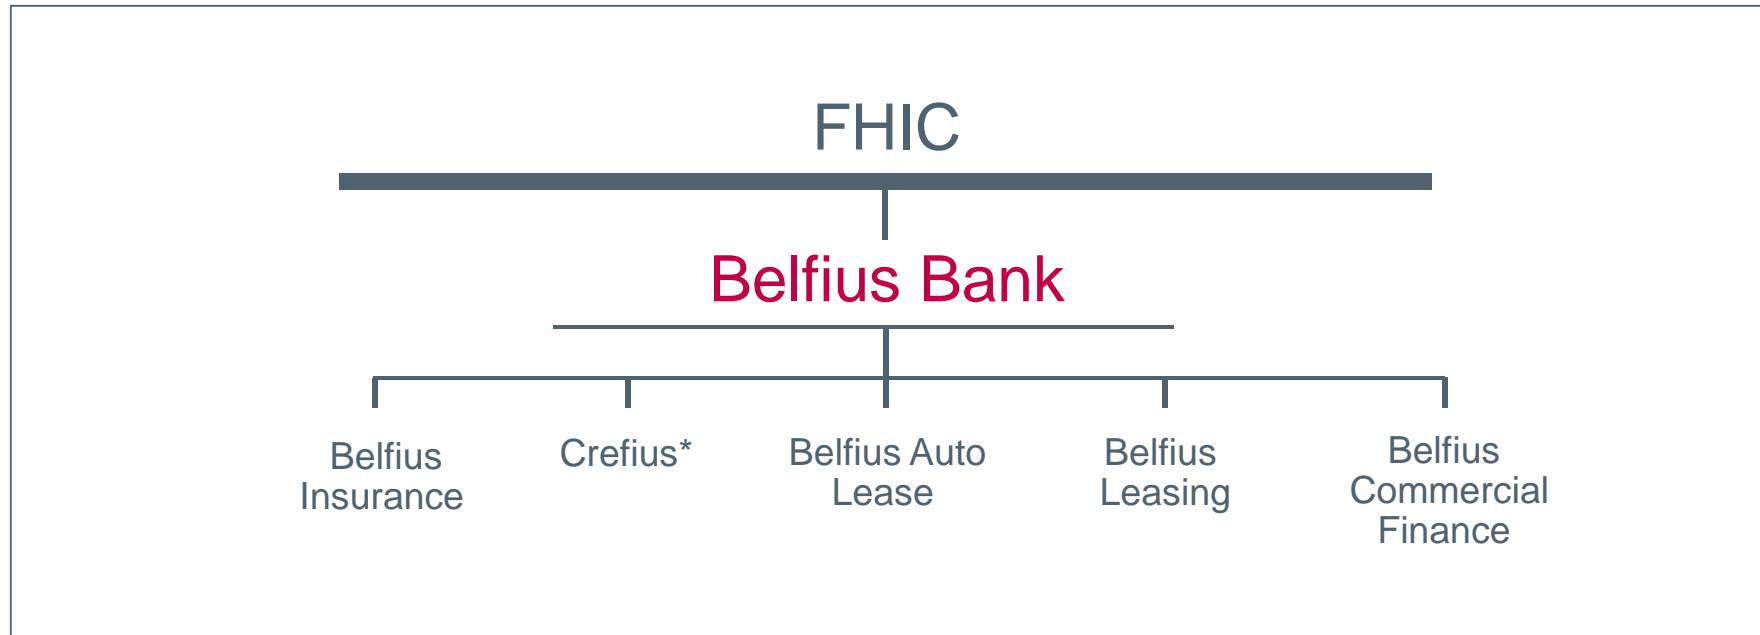 FHIC
Belfius Bank
Belfius
Insurance
Crefius*
Belfius Auto
Lease
Belfius
Leasing
Belfius
Commercial
Finance